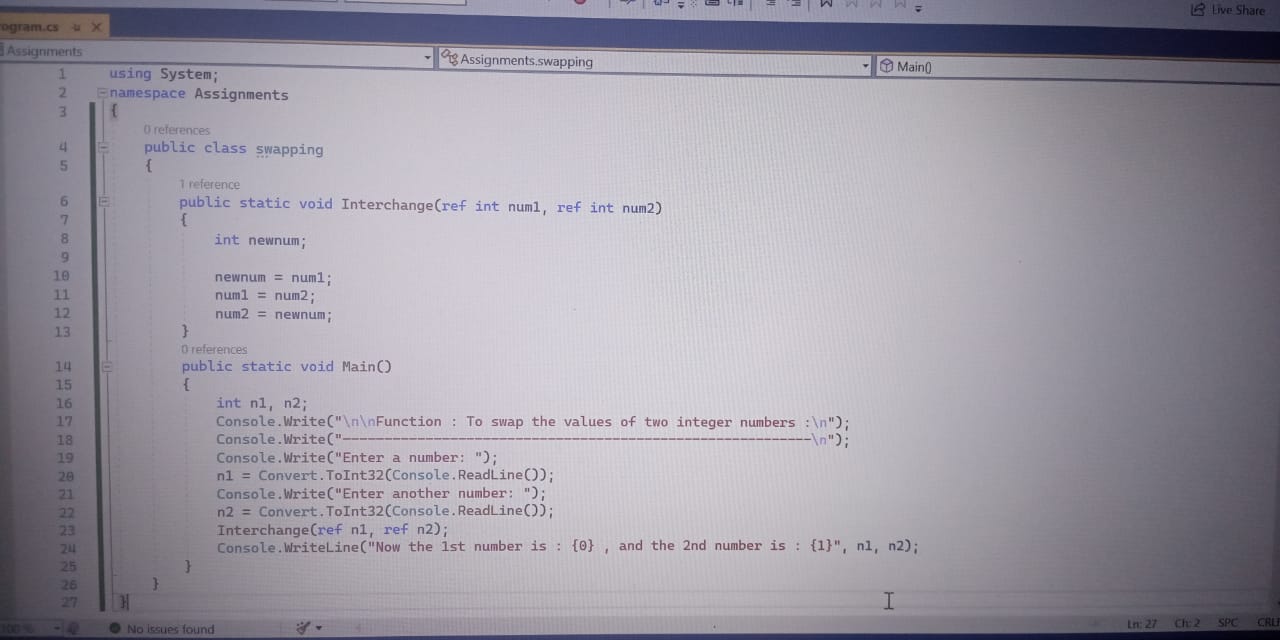 Live Share
ogram.cs
Assignments
Assignments.swapping
Main()
1 using System;
2 namespace Assignments
3 {
0 references
4 public class swapping
5 {
1 reference
6 public static void Interchange(ref int num1, ref int num2)
7 {
8 int newnum;
9
10 newnum = num1;
11 num1 = num2;
12 num2 = newnum;
13 }
0 references
14 public static void Main()
15 {
16 int n1, n2;
17 Console.Write("\n\nFunction : To swap the values of two integer numbers :\n");
18 Console.Write("----------------------------------------------------------\n");
19 Console.Write("Enter a number: ");
20 n1 = Convert.ToInt32(Console.ReadLine());
21 Console.Write("Enter another number: ");
22 n2 = Convert.ToInt32(Console.ReadLine());
23 Interchange(ref n1, ref n2);
24 Console.WriteLine("Now the 1st number is : {0} , and the 2nd number is : {1}", n1, n2);
25 }
26 }
27 }
100 % No issues found Ln: 27 Ch: 2 SPC CRL